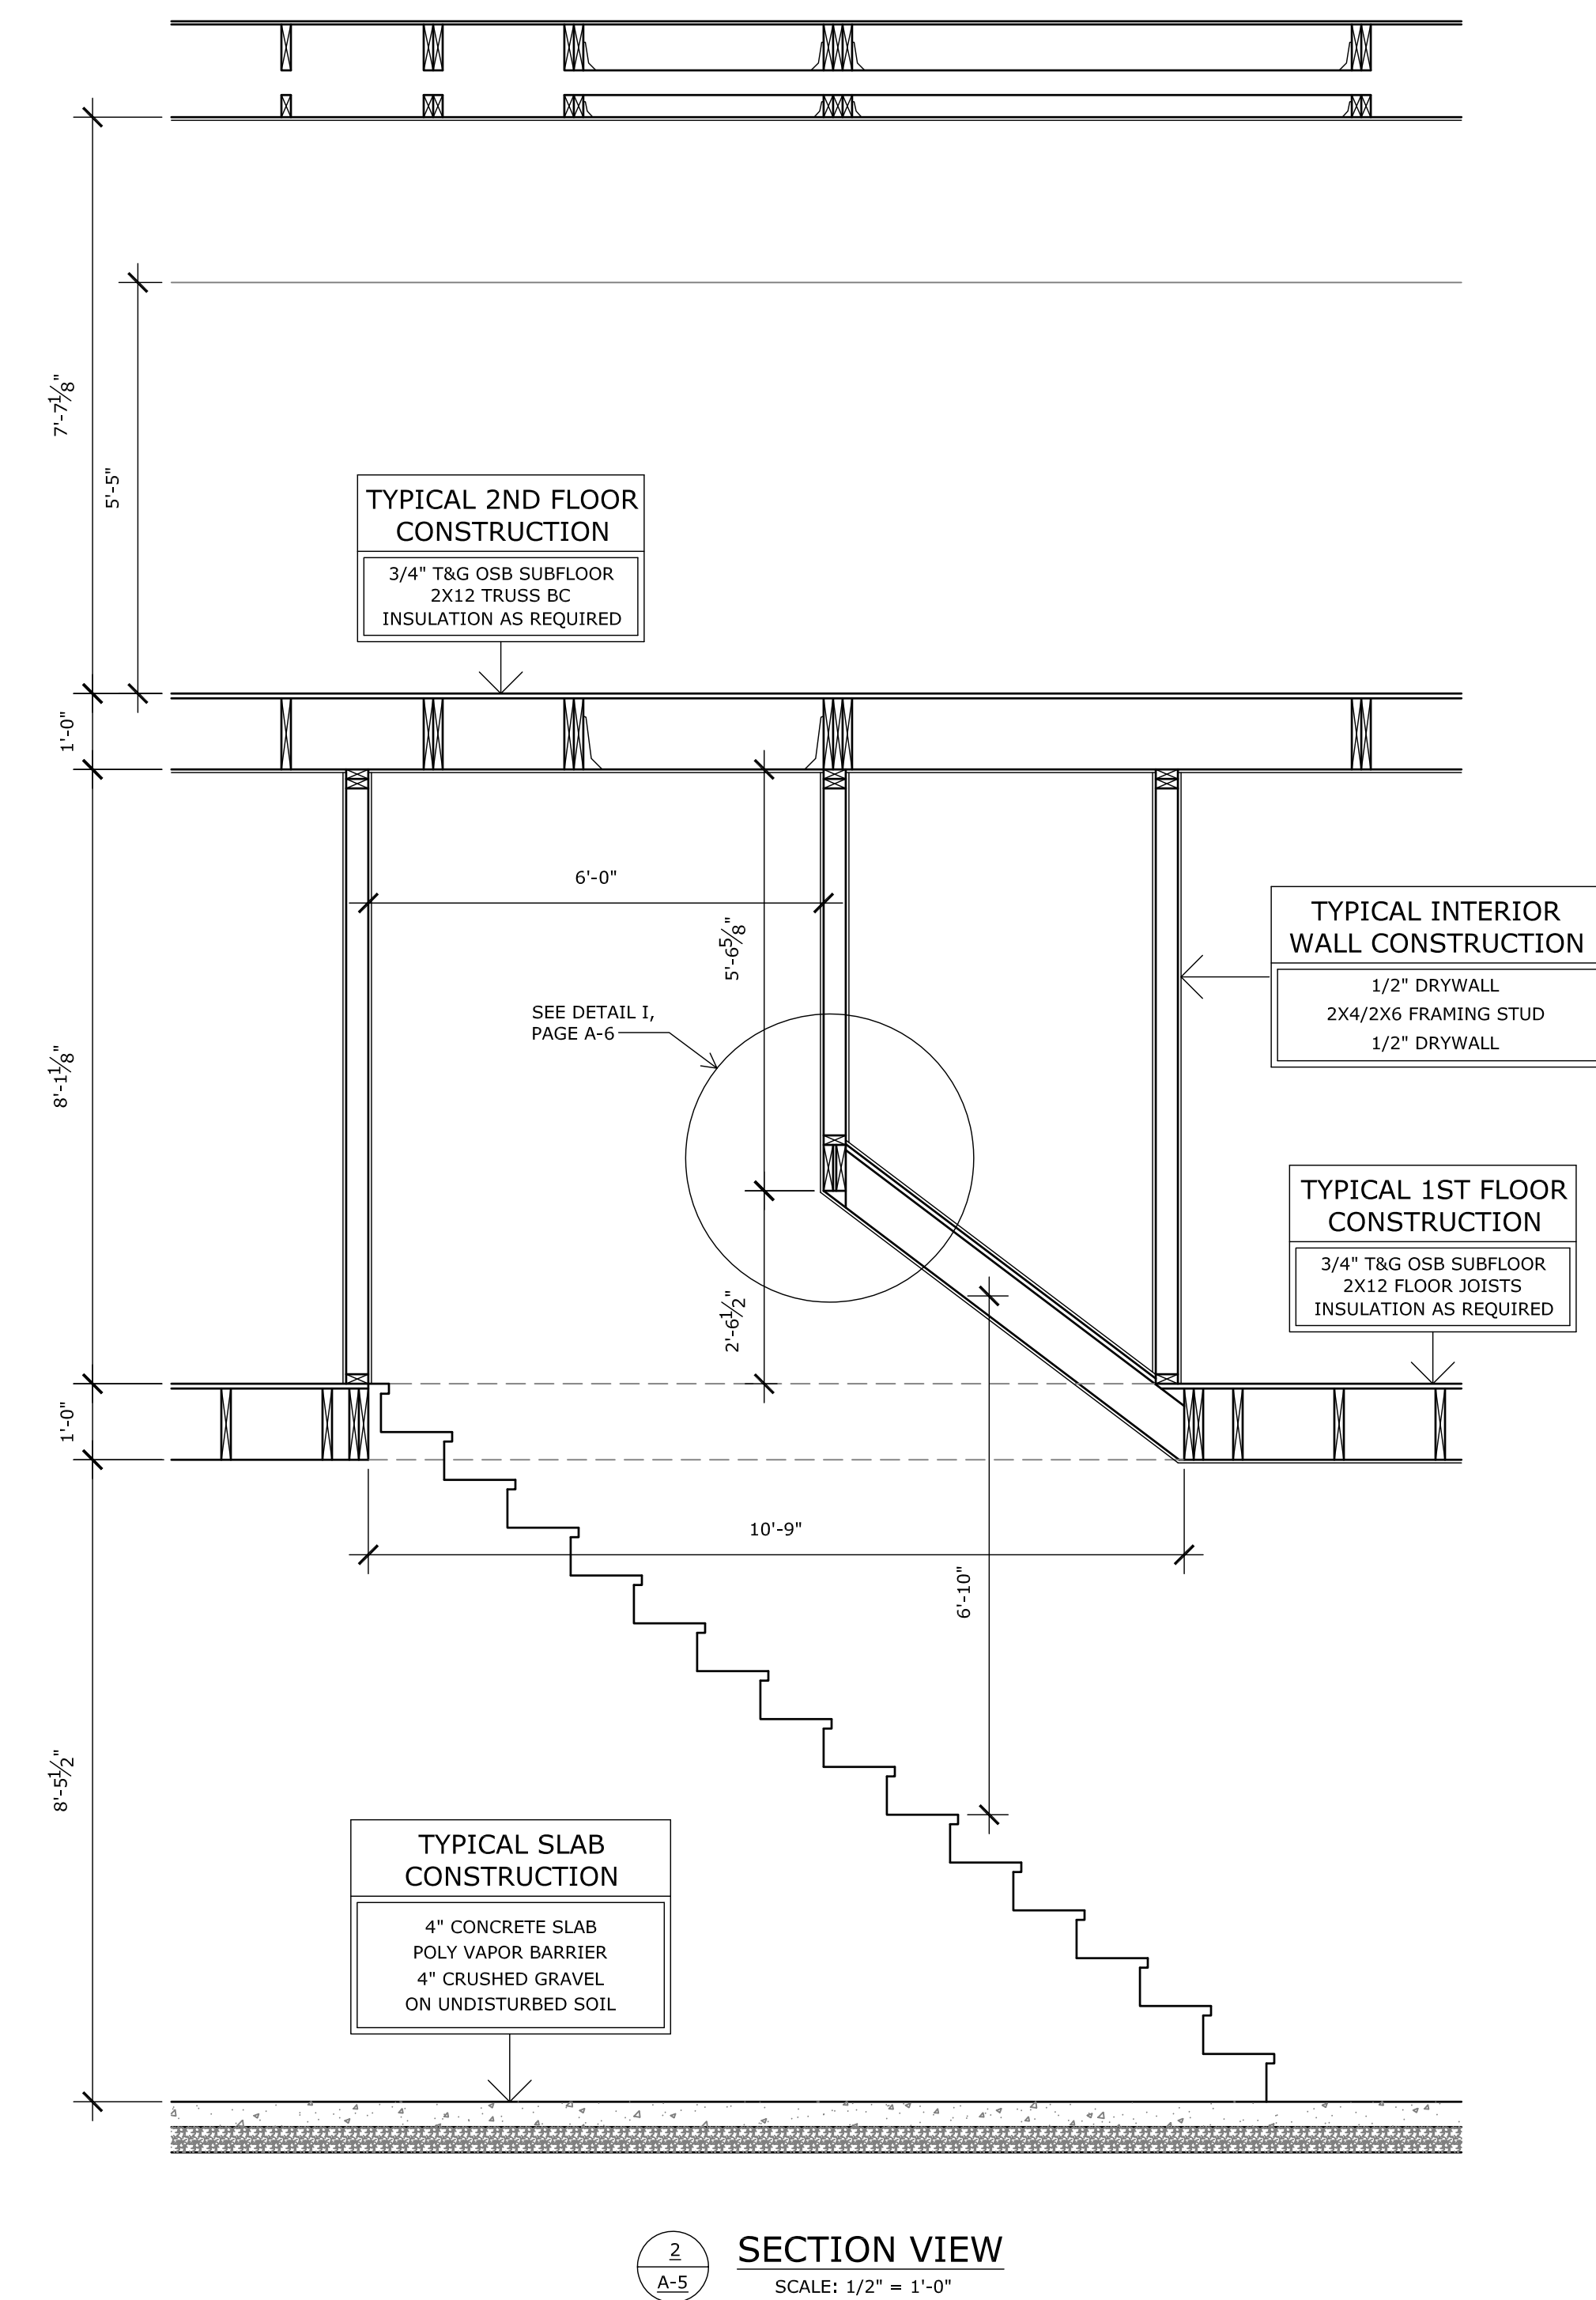 7'-7 1/8"
5'-5"
TYPICAL 2ND FLOOR
CONSTRUCTION
3/4" T&G OSB SUBFLOOR
2X12 TRUSS BC
INSULATION AS REQUIRED
1'-0"
6'-0"
5'-6 5/8"
TYPICAL INTERIOR
WALL CONSTRUCTION
1/2" DRYWALL
2X4/2X6 FRAMING STUD
1/2" DRYWALL
SEE DETAIL I,
PAGE A-6
8'-1 1/8"
TYPICAL 1ST FLOOR
CONSTRUCTION
3/4" T&G OSB SUBFLOOR
2X12 FLOOR JOISTS
INSULATION AS REQUIRED
2'-6 1/2"
1'-0"
10'-9"
6'-10"
8'-5 1/2"
TYPICAL SLAB
CONSTRUCTION
4" CONCRETE SLAB
POLY VAPOR BARRIER
4" CRUSHED GRAVEL
ON UNDISTURBED SOIL
2
A-5
SECTION VIEW
SCALE: 1/2" = 1'-0"